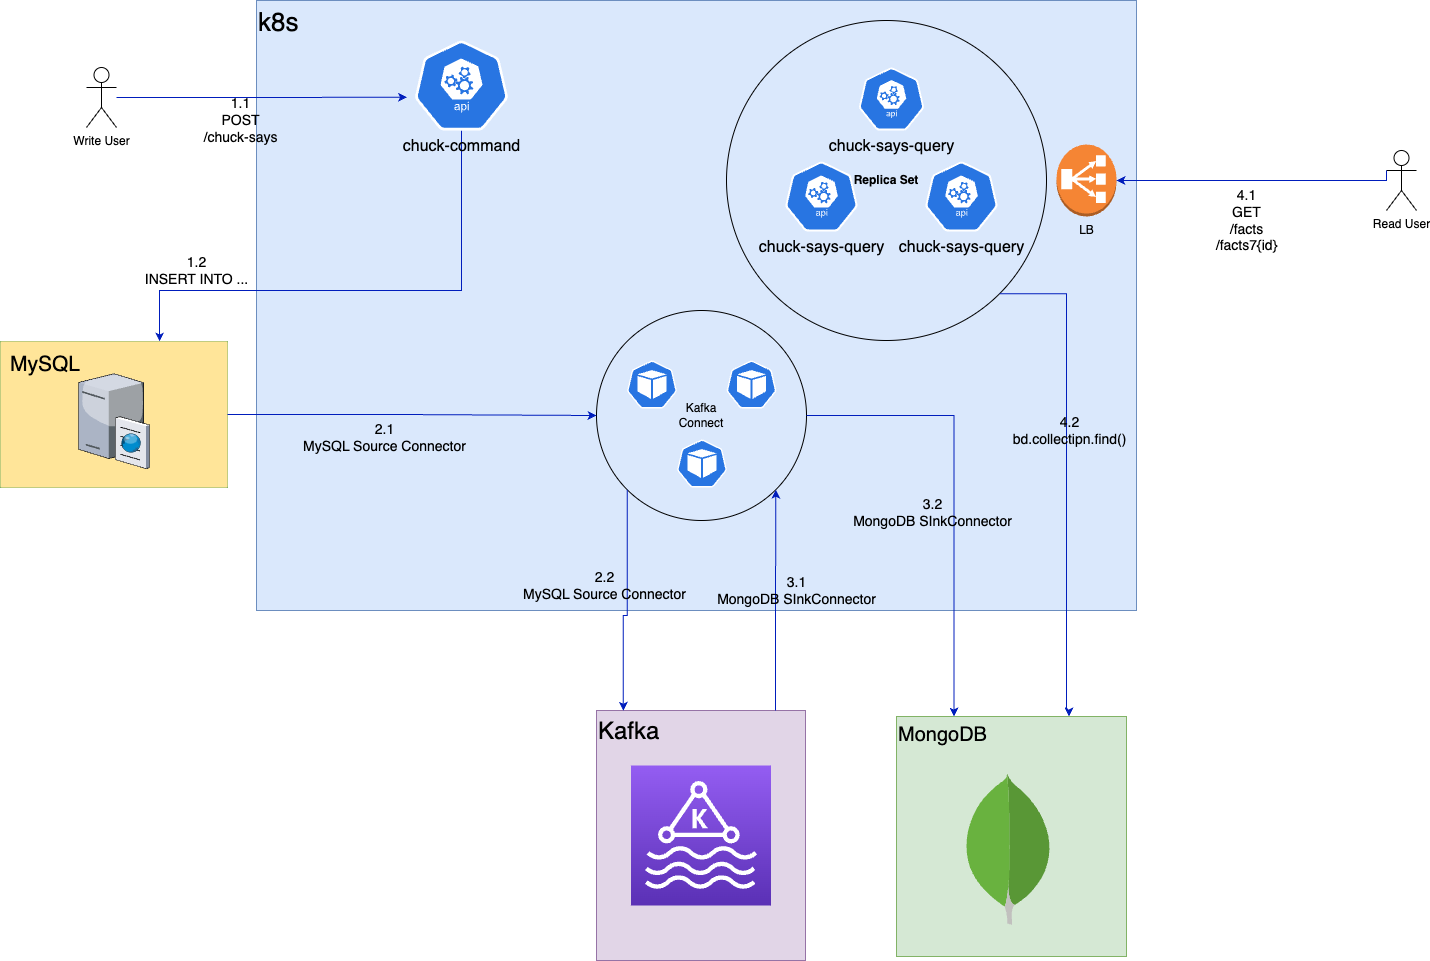 k8s
api
chuck-command
Write User
1.1
POST
/chuck-says
api
chuck-says-query
Replica Set
api
chuck-says-query
api
chuck-says-query
LB
4.1
GET
/facts
/facts7{id}
Read User
1.2
INSERT INTO ...
MySQL
2.1
MySQL Source Connector
Kafka
Connect
4.2
bd.collectipn.find()
3.2
MongoDB SInkConnector
2.2
MySQL Source Connector
3.1
MongoDB SInkConnector
Kafka
K
MongoDB